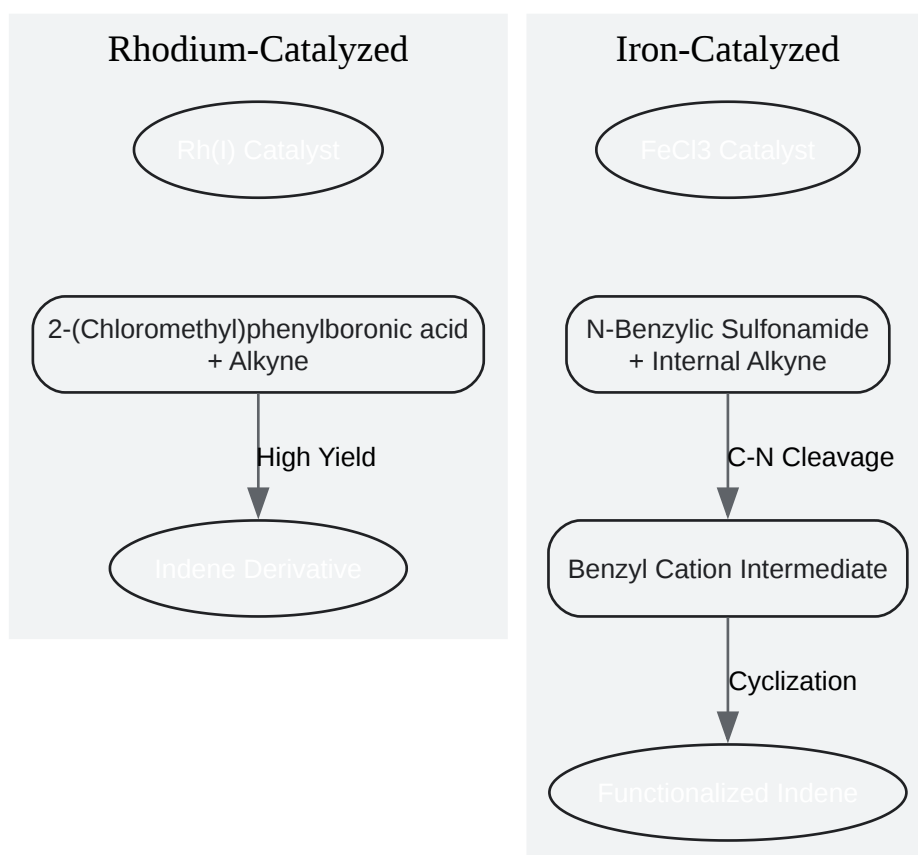 Rhodium-Catalyzed
Rh(I) Catalyst
2-(Chloromethyl)phenylboronic acid
+ Alkyne
High Yield
Indene Derivative
Iron-Catalyzed
FeCl3 Catalyst
N-Benzylic Sulfonamide
+ Internal Alkyne
C-N Cleavage
Benzyl Cation Intermediate
Cyclization
Functionalized Indene